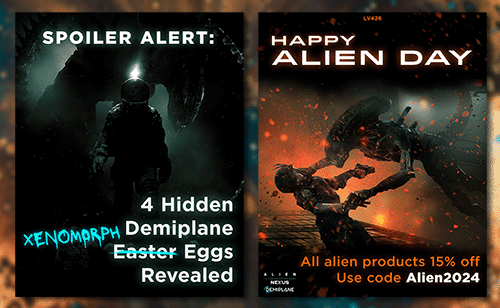 SPOILER ALERT:
4 Hidden
XENOMORPH Demiplane
Easter Eggs
Revealed
LV426
HAPPY
ALIEN DAY
All alien products 15% off
Use code Alien2024
ALIEN
NEXUS
DEMIPLANE